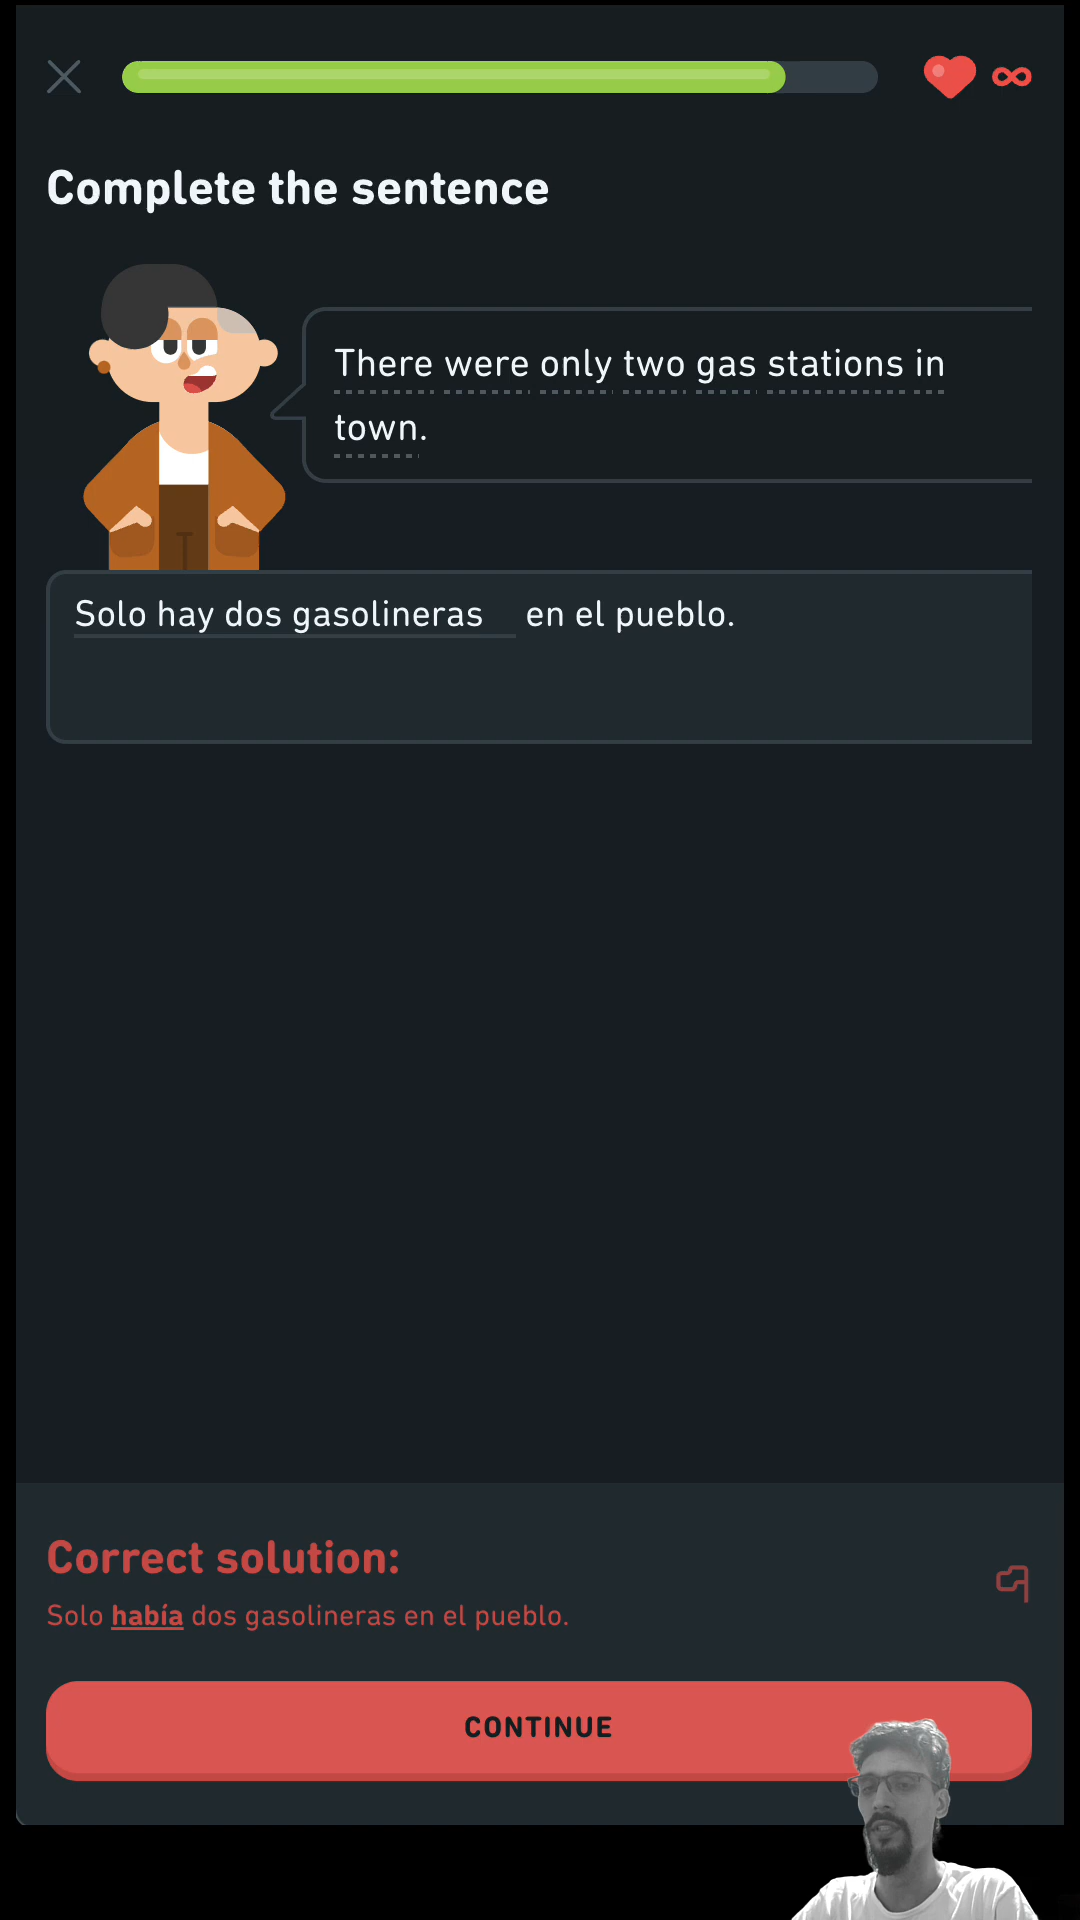 Complete the sentence
There were only two gas stations in
town.
Solo hay dos gasolineras en el pueblo.
Correct solution:
Solo había dos gasolineras en el pueblo.
CONTINUE